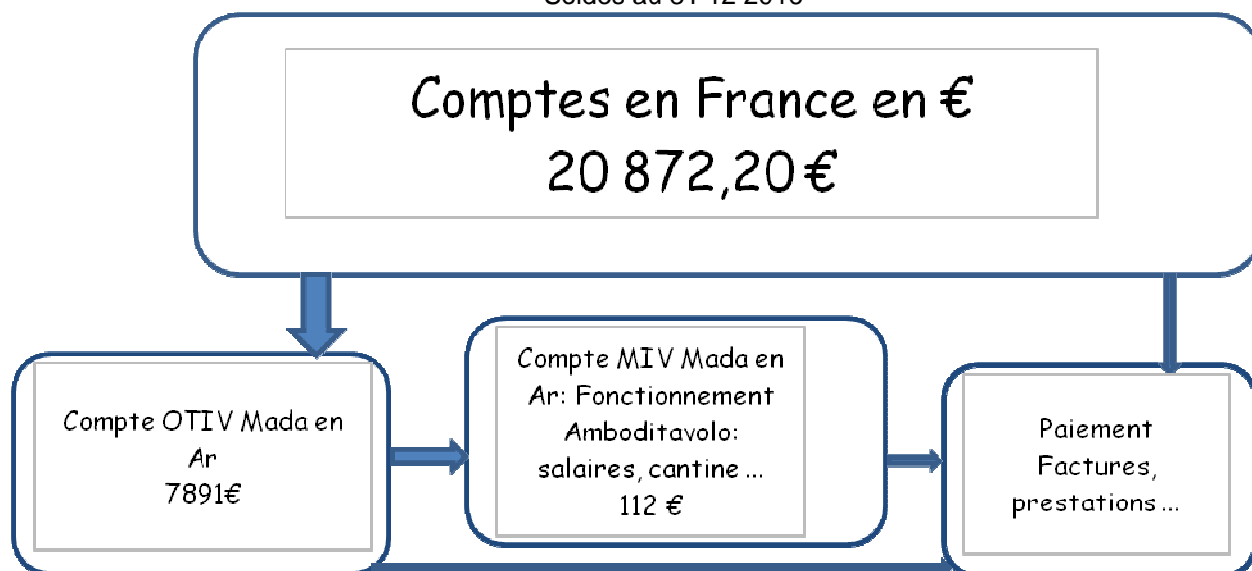 Comptes en France en €
20 872,20 €
Compte OTIV Mada en
Ar
7891€
Compte MIV Mada en
Ar: Fonctionnement
Amboditavolo:
salaires, cantine ...
112 €
Paiement
Factures,
prestations ...